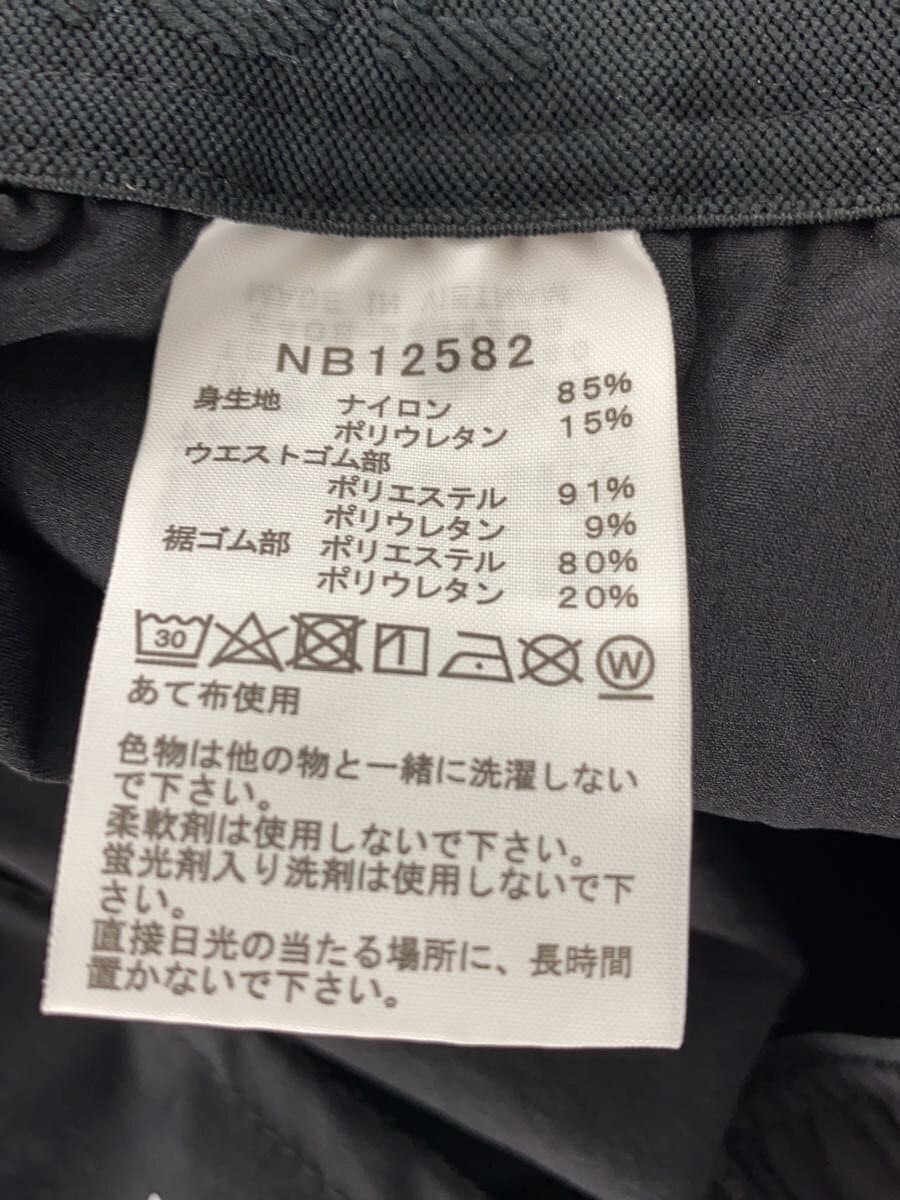 NB12582
身生地 ナイロン 85%
ポリウレタン 15%
ウエストゴム部
ポリエステル 91%
ポリウレタン 9%
裾ゴム部 ポリエステル 80%
ポリウレタン 20%
30 W
あて布使用
色物は他の物と一緒に洗濯しない
で下さい。
柔軟剤は使用しないで下さい。
蛍光剤入り洗剤は使用しないで下
さい。
直接日光の当たる場所に、長時間
置かないで下さい。